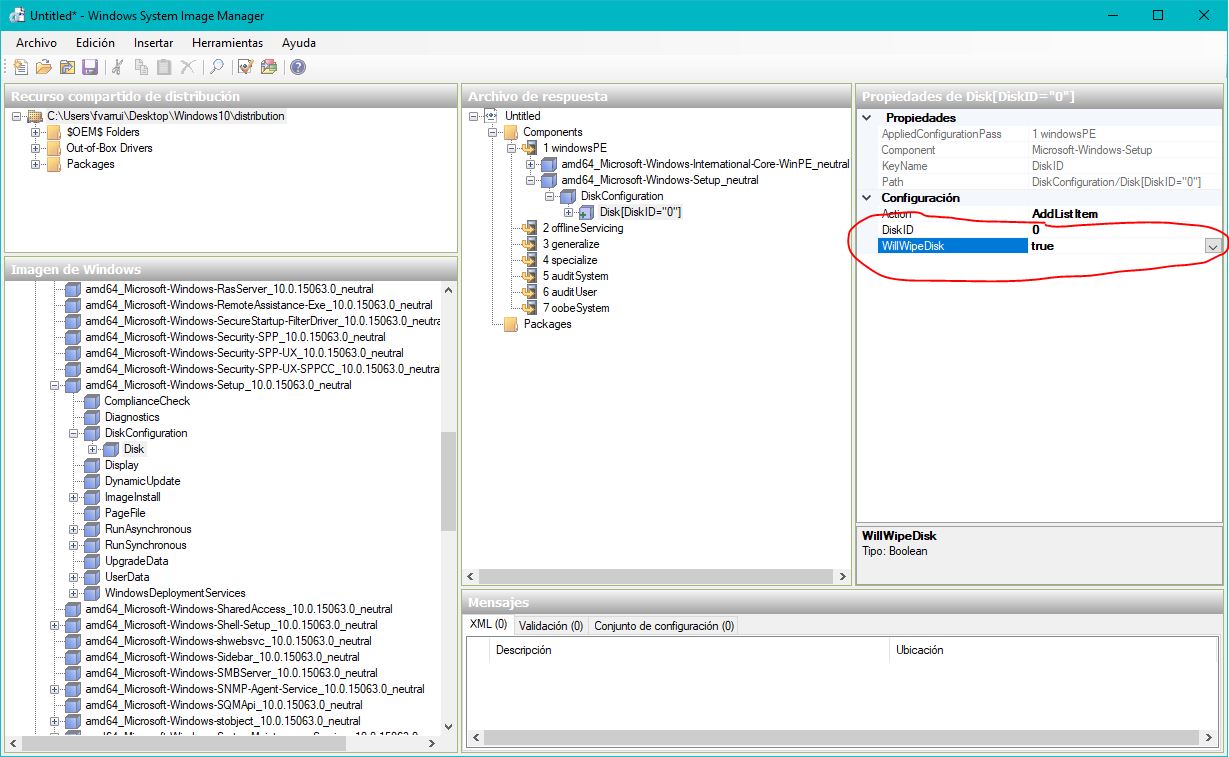 Untitled* - Windows System Image Manager
Archivo Edición Insertar Herramientas Ayuda
Recurso compartido de distribución
C:\Users\fvarrui\Desktop\Windows10\distribution
$OEM$ Folders
Out-of-Box Drivers
Packages
Imagen de Windows
amd64_Microsoft-Windows-RasServer_10.0.15063.0_neutral
amd64_Microsoft-Windows-RemoteAssistance-Exe_10.0.15063.0_neutral
amd64_Microsoft-Windows-SecureStartup-FilterDriver_10.0.15063.0_neutra
amd64_Microsoft-Windows-Security-SPP_10.0.15063.0_neutral
amd64_Microsoft-Windows-Security-SPP-UX_10.0.15063.0_neutral
amd64_Microsoft-Windows-Security-SPP-UX-SPPCC_10.0.15063.0_neutra
amd64_Microsoft-Windows-Setup_10.0.15063.0_neutral
ComplianceCheck
Diagnostics
DiskConfiguration
Disk
Display
DynamicUpdate
ImageInstall
PageFile
RunAsynchronous
RunSynchronous
UpgradeData
UserData
WindowsDeploymentServices
amd64_Microsoft-Windows-SharedAccess_10.0.15063.0_neutral
amd64_Microsoft-Windows-Shell-Setup_10.0.15063.0_neutral
amd64_Microsoft-Windows-shwebsvc_10.0.15063.0_neutral
amd64_Microsoft-Windows-Sidebar_10.0.15063.0_neutral
amd64_Microsoft-Windows-SMBServer_10.0.15063.0_neutral
amd64_Microsoft-Windows-SNMP-Agent-Service_10.0.15063.0_neutral
amd64_Microsoft-Windows-SQMApi_10.0.15063.0_neutral
amd64_Microsoft-Windows-stobject_10.0.15063.0_neutral
Archivo de respuesta
Untitled
Components
1 windowsPE
amd64_Microsoft-Windows-International-Core-WinPE_neutral
amd64_Microsoft-Windows-Setup_neutral
DiskConfiguration
Disk[DiskID="0"]
2 offlineServicing
3 generalize
4 specialize
5 auditSystem
6 auditUser
7 oobeSystem
Packages
Propiedades de Disk[DiskID="0"]
Propiedades
AppliedConfigurationPass 1 windowsPE
Component Microsoft-Windows-Setup
KeyName DiskID
Path DiskConfiguration/Disk[DiskID="0"]
Configuración
Action AddListItem
DiskID 0
WillWipeDisk true
WillWipeDisk
Tipo: Boolean
Mensajes
XML (0) Validación (0) Conjunto de configuración (0)
Descripción Ubicación